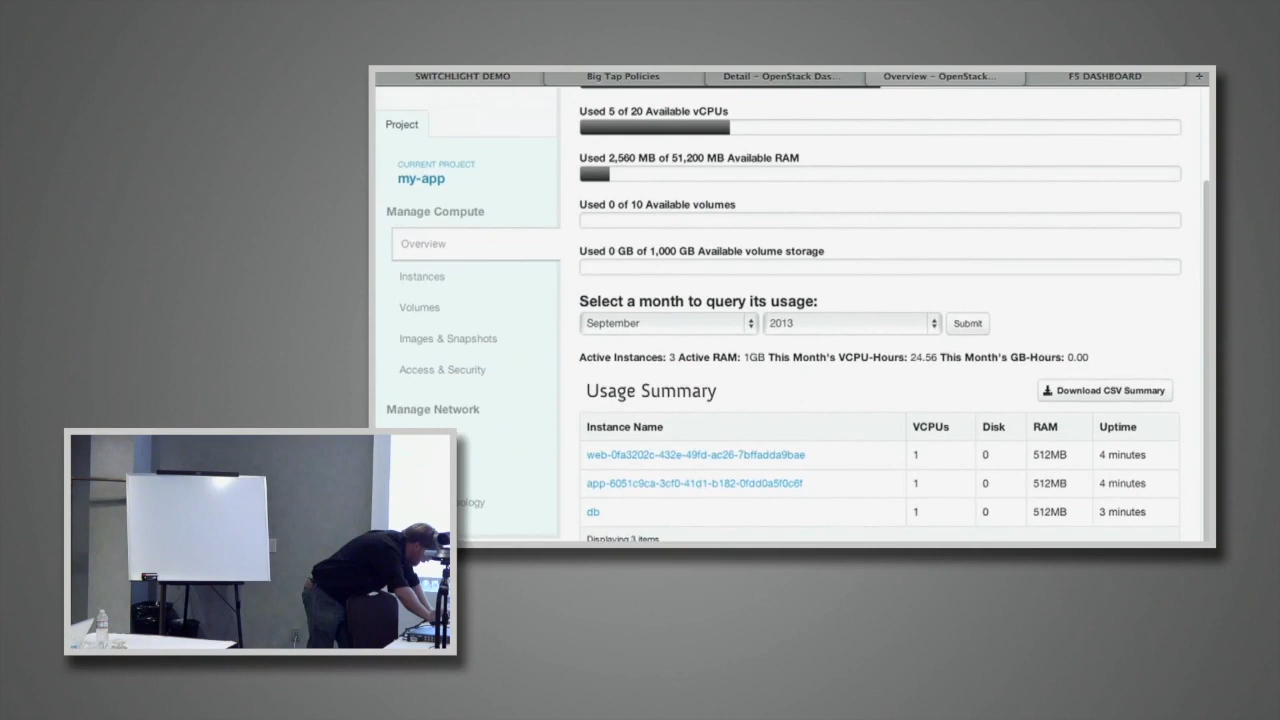 SWITCHLIGHT DEMO
Big Tap Policies
Detail - OpenStack Das...
Overview - OpenStack...
F5 DASHBOARD
+
Project
CURRENT PROJECT
my-app
Manage Compute
Overview
Instances
Volumes
Images & Snapshots
Access & Security
Manage Network
Used 5 of 20 Available vCPUs
Used 2,560 MB of 51,200 MB Available RAM
Used 0 of 10 Available volumes
Used 0 GB of 1,000 GB Available volume storage
Select a month to query its usage:
September 2013 Submit
Active Instances: 3 Active RAM: 1GB This Month's VCPU-Hours: 24.56 This Month's GB-Hours: 0.00
Usage Summary
Download CSV Summary
Instance Name VCPUs Disk RAM Uptime
web-0fa3202c-432e-49fd-ac26-7bffadda9bae 1 0 512MB 4 minutes
app-6051c9ca-3cf0-41d1-b182-0fdd0a5f0c6f 1 0 512MB 4 minutes
db 1 0 512MB 3 minutes
Displaying 3 items